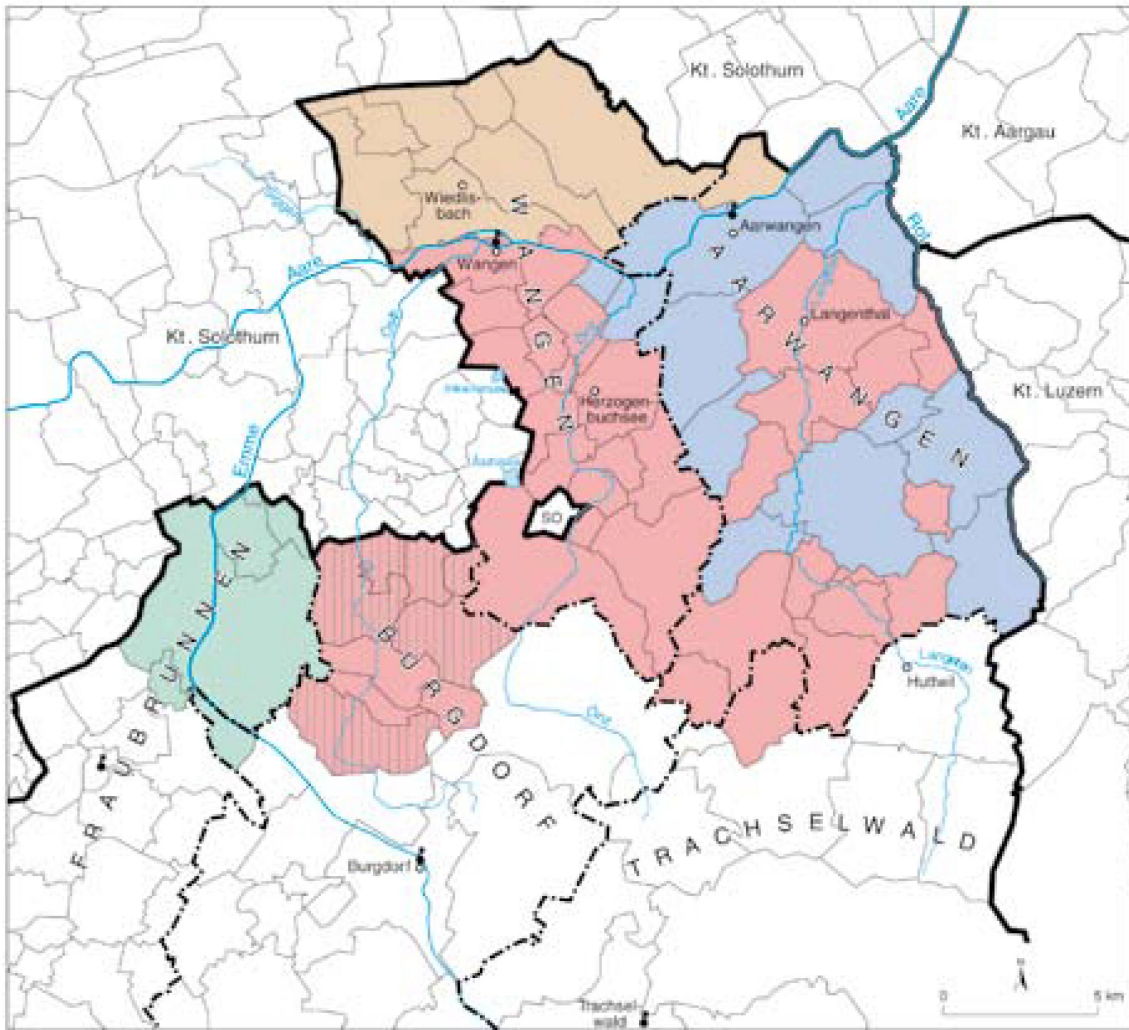 Kt. Solothurn
Aare
Kt. Aargau
Wiedlis-
bach
Aarwangen
Rot
Wangen
Aare
WANGEN
AARWANGEN
Langenthal
Kt. Solothurn
Kt. Luzern
Herzogen-
buchsee
Emme
SO
Langeten
Huttwil
BURGDORF
FRAUBRUNNEN
TRACHSELWALD
Burgdorf
Trachsel-
wald
N
0
5 km